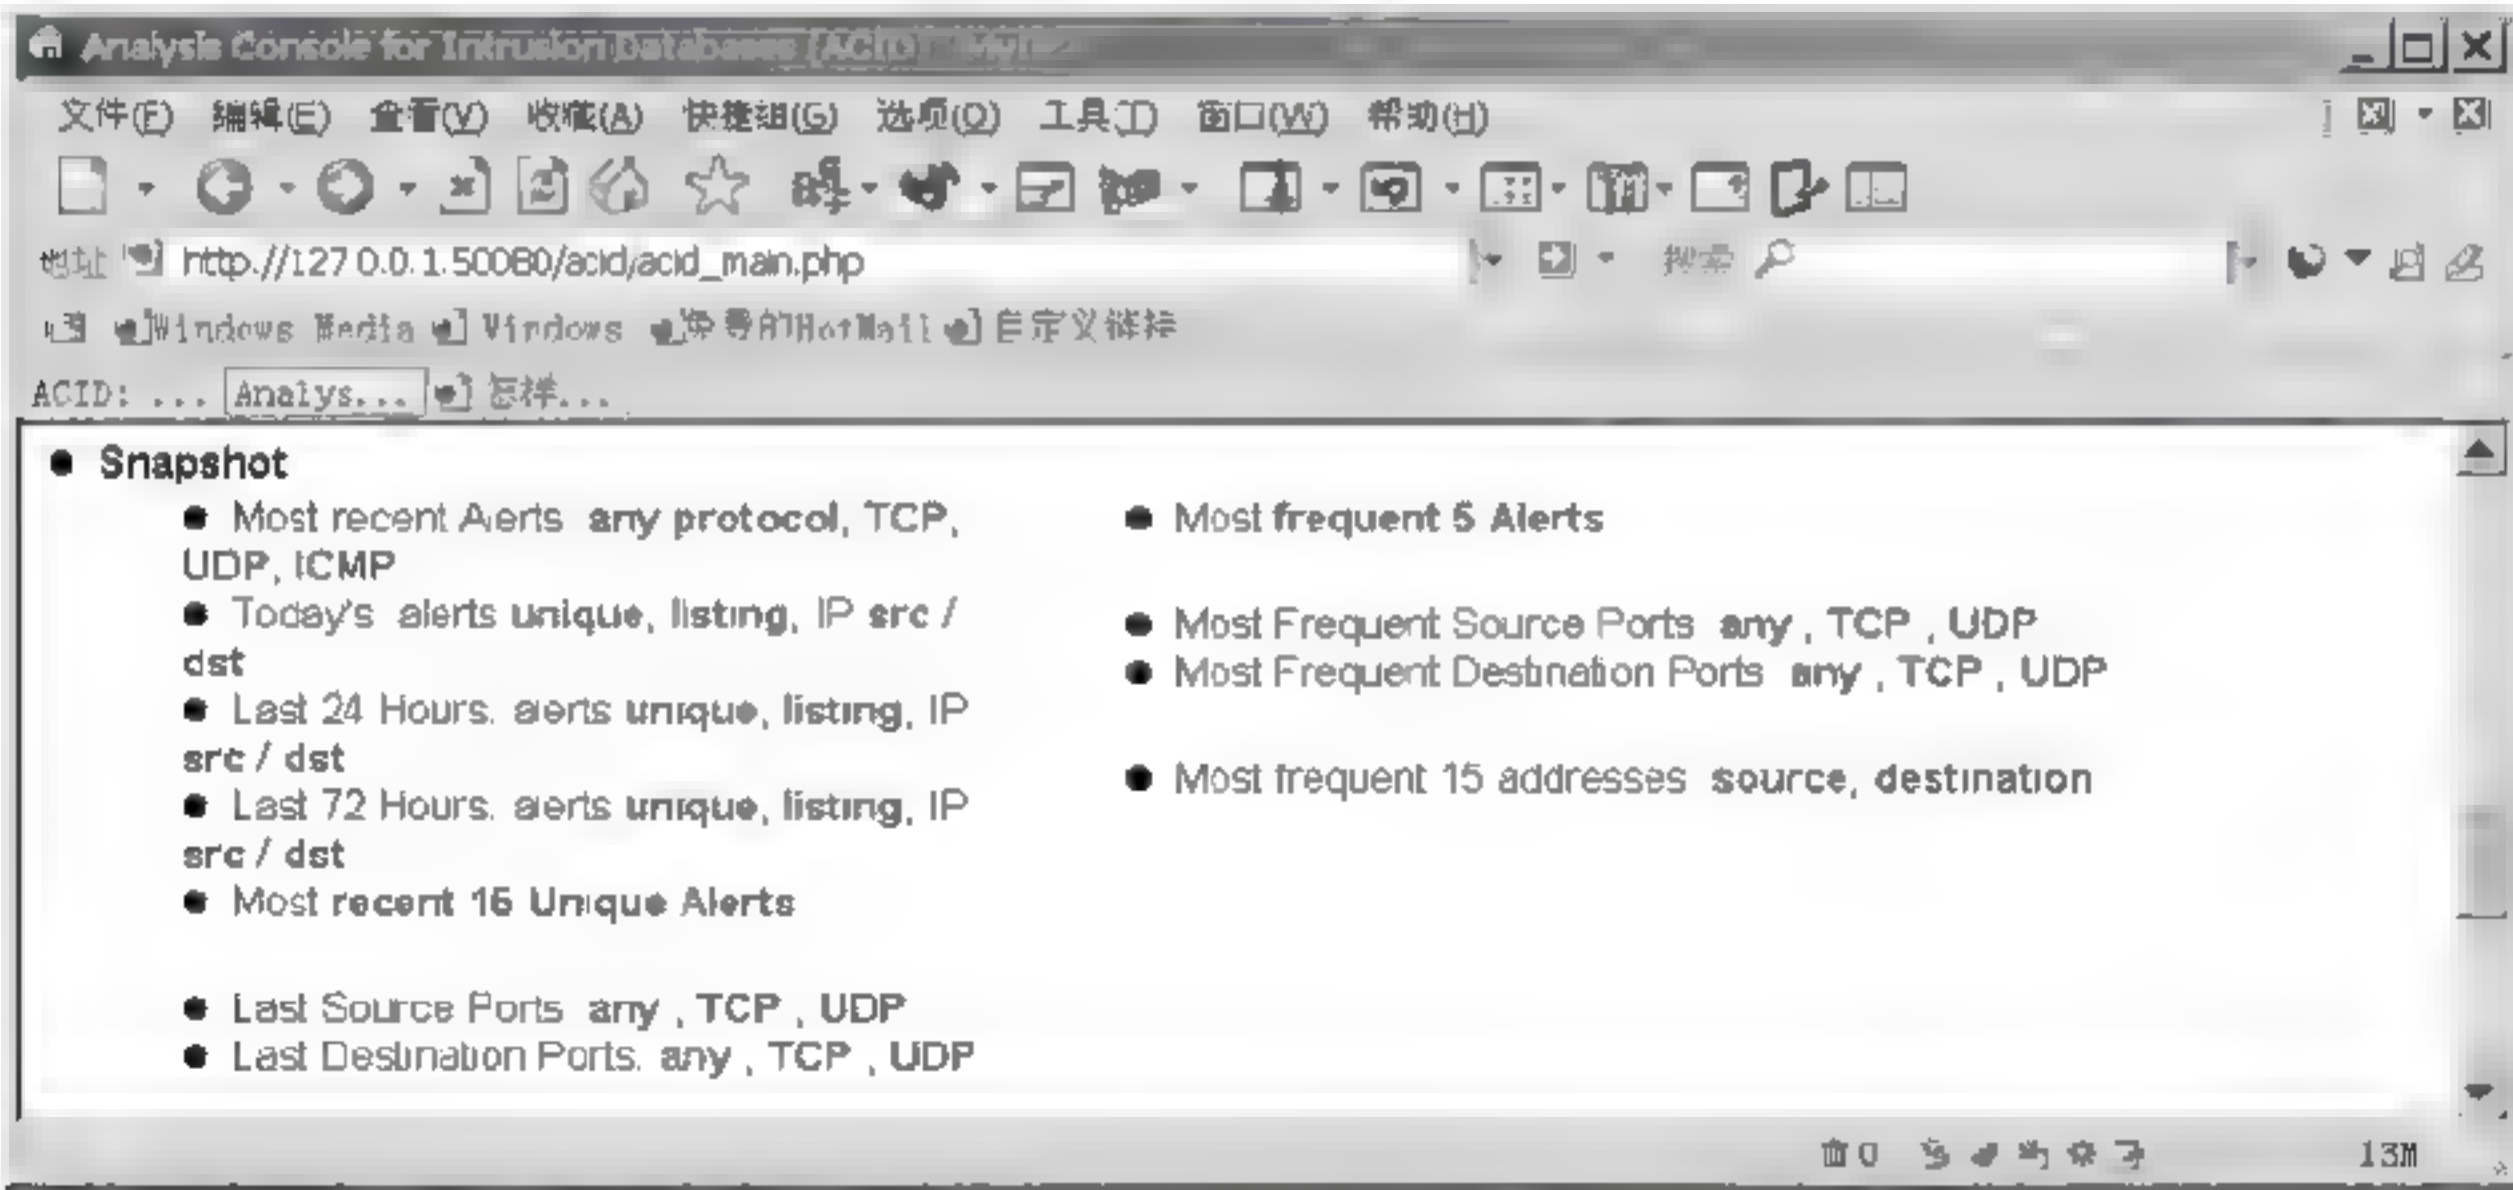 Analysis Console for Intrusion Databases (ACID)
文件(F) 编辑(E) 查看(V) 收藏(A) 快捷组(G) 选项(O) 工具(T) 窗口(W) 帮助(H)
地址 http://127.0.0.1:50080/acid/acid_main.php 搜索
Windows Media Windows 免费的HotMail 自定义链接
ACID: ... Analys... 怎样...
Snapshot
Most recent Alerts any protocol, TCP,
UDP, ICMP
Today's alerts unique, listing, IP src /
dst
Last 24 Hours: alerts unique, listing, IP
src / dst
Last 72 Hours: alerts unique, listing, IP
src / dst
Most recent 15 Unique Alerts
Last Source Ports any , TCP , UDP
Last Destination Ports: any , TCP , UDP
Most frequent 5 Alerts
Most Frequent Source Ports any , TCP , UDP
Most Frequent Destination Ports any , TCP , UDP
Most frequent 15 addresses source, destination
0 13M